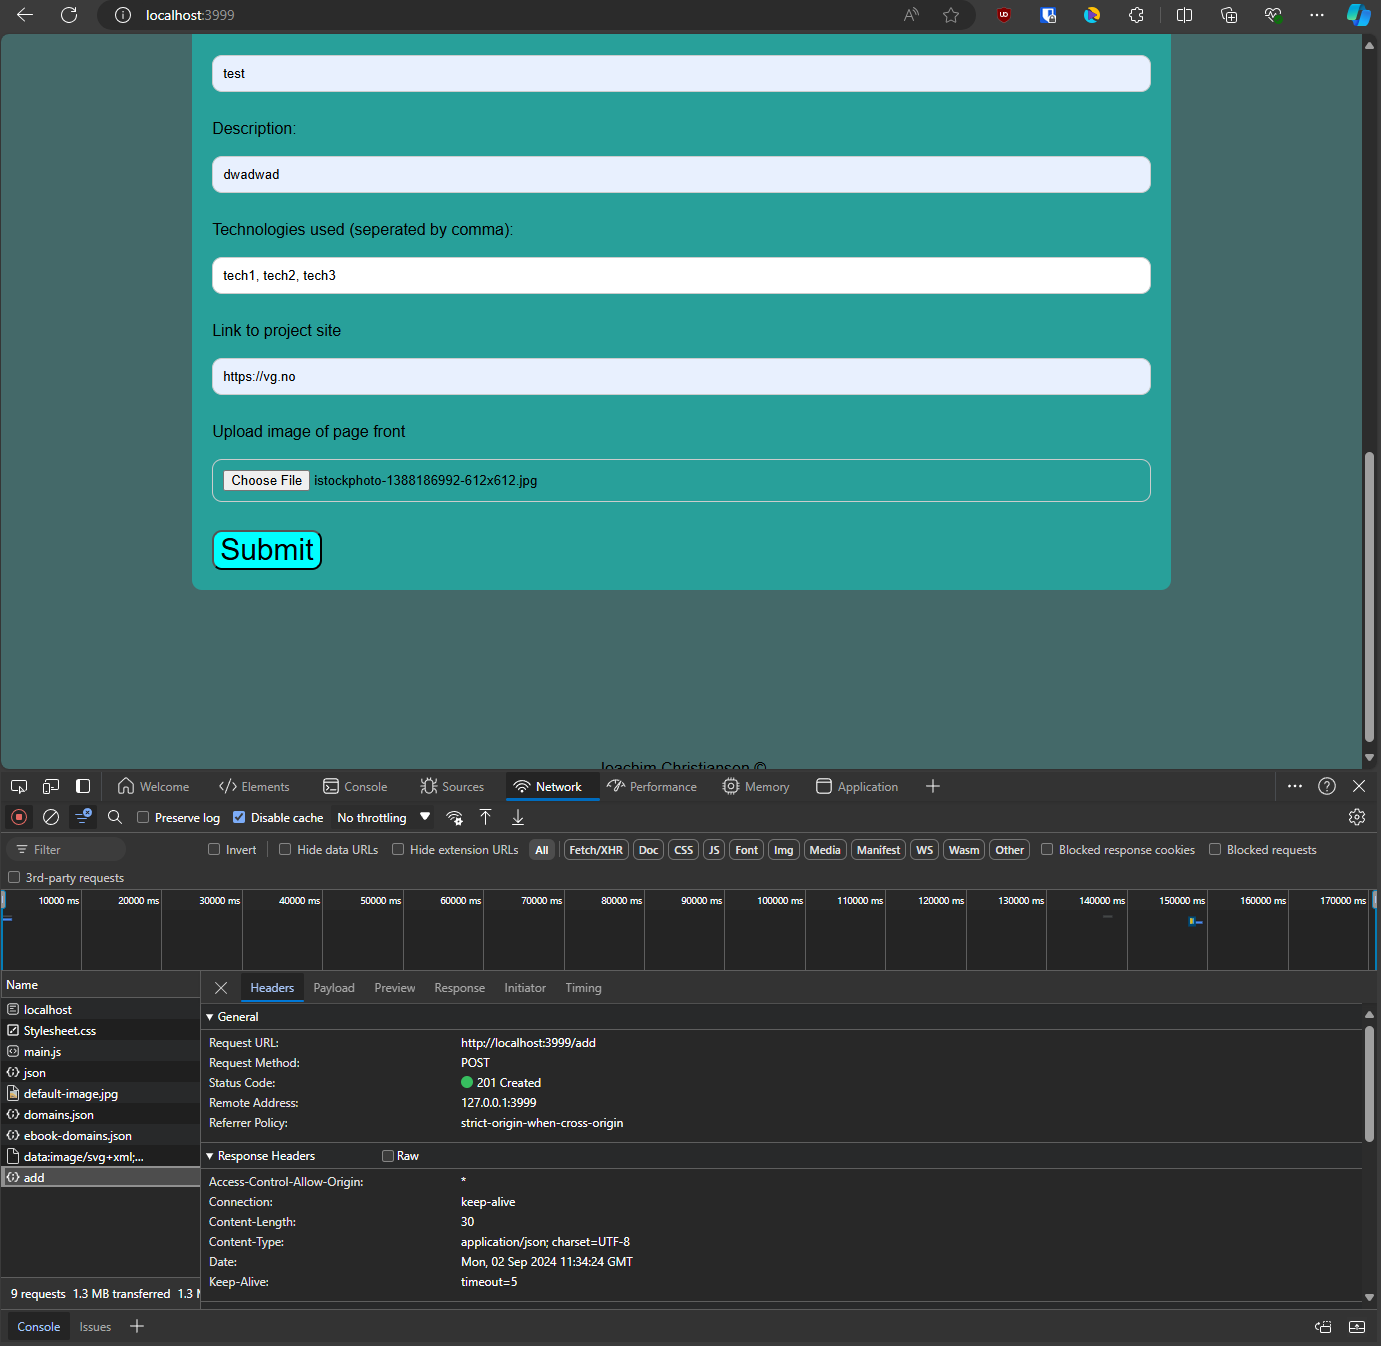 localhost:3999
test
Description:
dwadwad
Technologies used (seperated by comma):
tech1, tech2, tech3
Link to project site
https://vg.no
Upload image of page front
Choose File istockphoto-1388186992-612x612.jpg
Submit
Joachim Christiansen ©
Welcome Elements Console Sources Network Performance Memory Application
Preserve log Disable cache No throttling
Filter Invert Hide data URLs Hide extension URLs All Fetch/XHR Doc CSS JS Font Img Media Manifest WS Wasm Other Blocked response cookies Blocked requests
3rd-party requests
10000 ms 20000 ms 30000 ms 40000 ms 50000 ms 60000 ms 70000 ms 80000 ms 90000 ms 100000 ms 110000 ms 120000 ms 130000 ms 140000 ms 150000 ms 160000 ms 170000 ms
Name
localhost
Stylesheet.css
main.js
json
default-image.jpg
domains.json
ebook-domains.json
data:image/svg+xml;...
add
Headers Payload Preview Response Initiator Timing
General
Request URL: http://localhost:3999/add
Request Method: POST
Status Code: 201 Created
Remote Address: 127.0.0.1:3999
Referrer Policy: strict-origin-when-cross-origin
Response Headers Raw
Access-Control-Allow-Origin: *
Connection: keep-alive
Content-Length: 30
Content-Type: application/json; charset=UTF-8
Date: Mon, 02 Sep 2024 11:34:24 GMT
Keep-Alive: timeout=5
9 requests 1.3 MB transferred 1.3 M
Console Issues